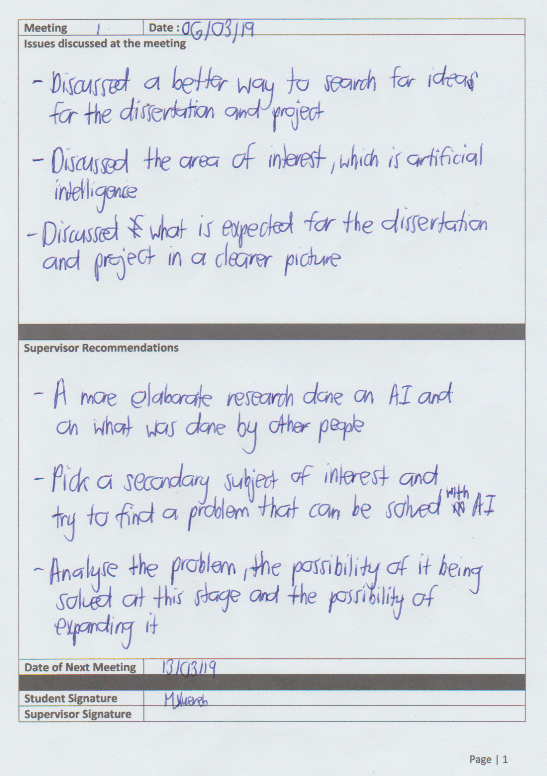 Meeting 1 Date : 06/03/19
Issues discussed at the meeting
- Discussed a better way to search for ideas
for the dissertation and project
- Discussed the area of interest, which is artificial
intelligence
- Discussed what is expected for the dissertation
and project in a clearer picture
Supervisor Recommendations
- A more elaborate research done on AI and
on what was done by other people
- Pick a secondary subject of interest and
try to find a problem that can be solved with AI
- Analyse the problem, the possibility of it being
solved at this stage and the possibility of
expanding it
Date of Next Meeting 13/03/19
Student Signature
Supervisor Signature
Page | 1